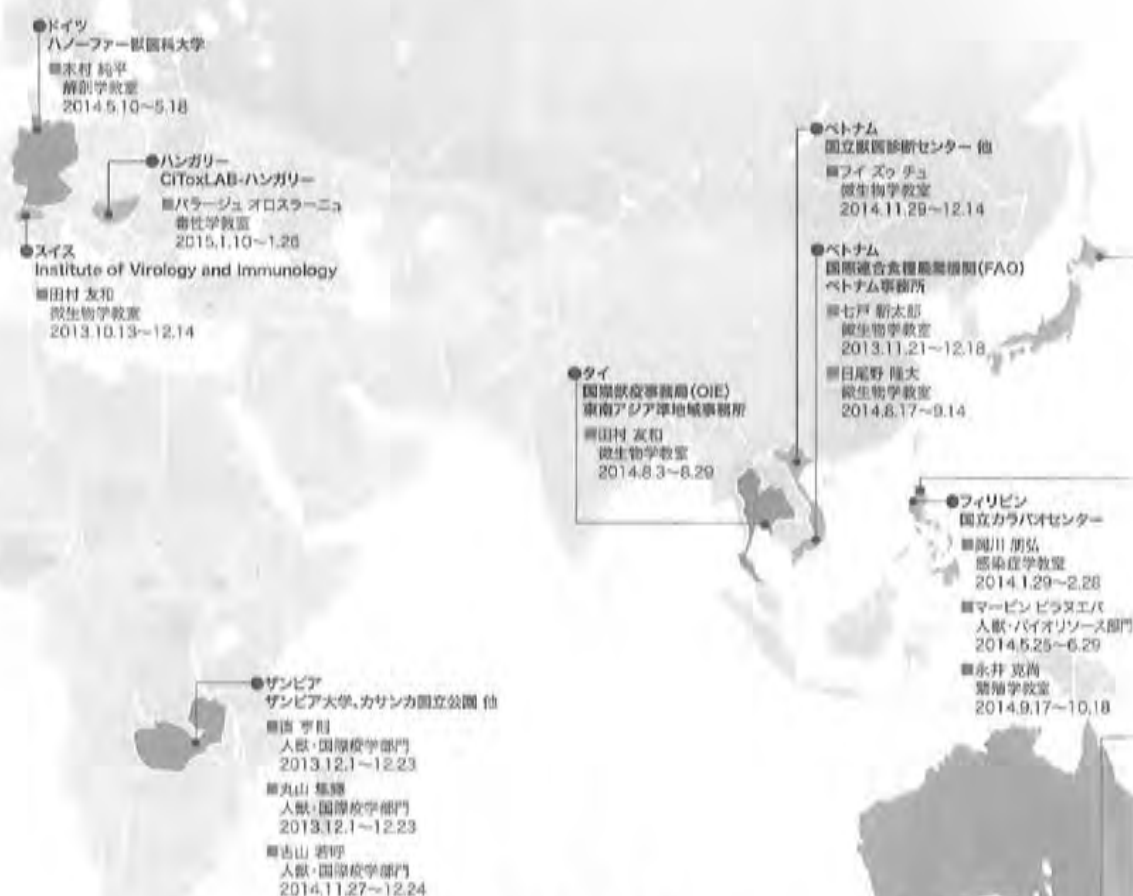 ●ドイツ
ハノーファー獣医科大学
■木村 純平
解剖学教室
2014.5.10～5.18
●ハンガリー
CiToxLAB-ハンガリー
■バラージュ オロスラーニュ
毒性学教室
2015.1.10～1.26
●スイス
Institute of Virology and Immunology
■田村 友和
微生物学教室
2013.10.13～12.14
●ベトナム
国立獣医診断センター 他
■ブイ ズゥ チュ
微生物学教室
2014.11.29～12.14
●ベトナム
国際連合食糧農業機関(FAO)
ベトナム事務所
■七戸 新太郎
微生物学教室
2013.11.21～12.18
■日尾野 隆大
微生物学教室
2014.8.17～9.14
●タイ
国際獣疫事務局(OIE)
東南アジア準地域事務所
■田村 友和
微生物学教室
2014.8.3～8.29
●フィリピン
国立カラバオセンター
■岡川 朋弘
感染症学教室
2014.1.29～2.28
■マービン ビラヌエバ
人獣・バイオリソース部門
2014.5.25～6.29
■永井 克尚
繁殖学教室
2014.9.17～10.18
●ザンビア
ザンビア大学、カサンカ国立公園 他
■亨則
人獣・国際疫学部門
2013.12.1～12.23
■丸山
人獣・国際疫学部門
2013.12.1～12.23
■若呼
人獣・国際疫学部門
2014.11.27～12.24